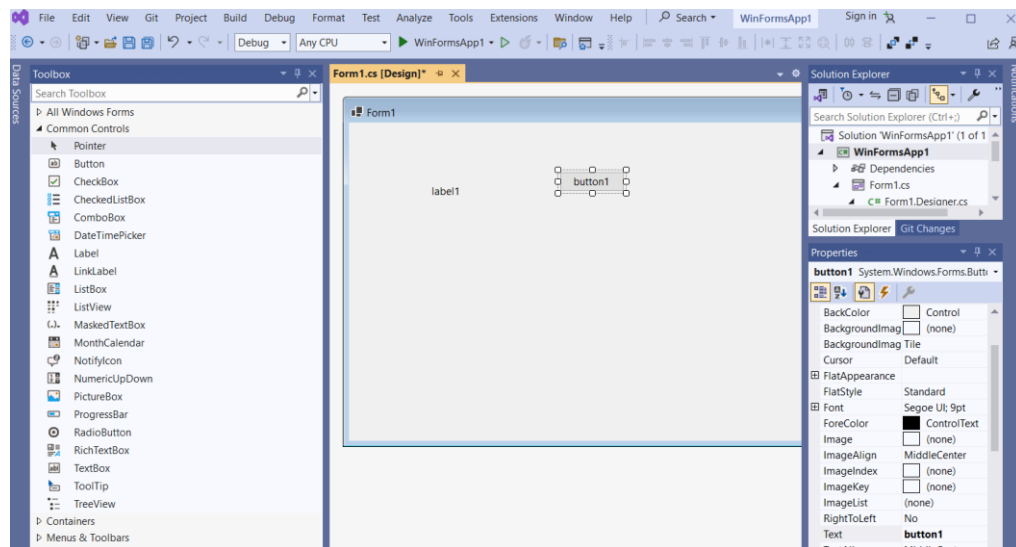 File Edit View Git Project Build Debug Format Test Analyze Tools Extensions Window Help Search WinFormsApp1 Sign in
Debug Any CPU WinFormsApp1
Data Sources
Toolbox
Search Toolbox
All Windows Forms
Common Controls
Pointer
Button
CheckBox
CheckedListBox
ComboBox
DateTimePicker
Label
LinkLabel
ListBox
ListView
MaskedTextBox
MonthCalendar
NotifyIcon
NumericUpDown
PictureBox
ProgressBar
RadioButton
RichTextBox
TextBox
ToolTip
TreeView
Containers
Menus & Toolbars
Form1.cs [Design]*
Form1
label1
button1
Solution Explorer
Search Solution Explorer (Ctrl+;)
Solution 'WinFormsApp1' (1 of 1
WinFormsApp1
Dependencies
Form1.cs
C# Form1.Designer.cs
Solution Explorer Git Changes
Properties
button1 System.Windows.Forms.Butt
BackColor Control
BackgroundImag (none)
BackgroundImag Tile
Cursor Default
FlatAppearance
FlatStyle Standard
Font Segoe UI; 9pt
ForeColor ControlText
Image (none)
ImageAlign MiddleCenter
ImageIndex (none)
ImageKey (none)
ImageList (none)
RightToLeft No
Text button1
Notifications